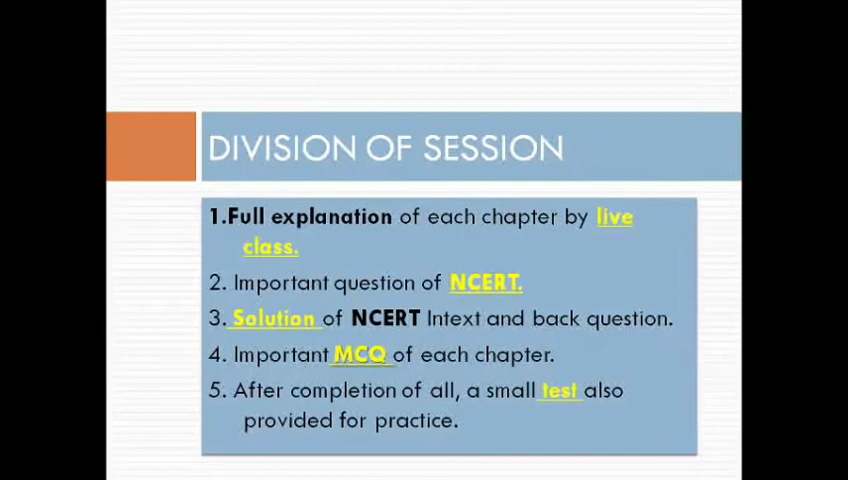 DIVISION OF SESSION
1.Full explanation of each chapter by live
class.
2. Important question of NCERT.
3. Solution of NCERT Intext and back question.
4. Important MCQ of each chapter.
5. After completion of all, a small test also
provided for practice.